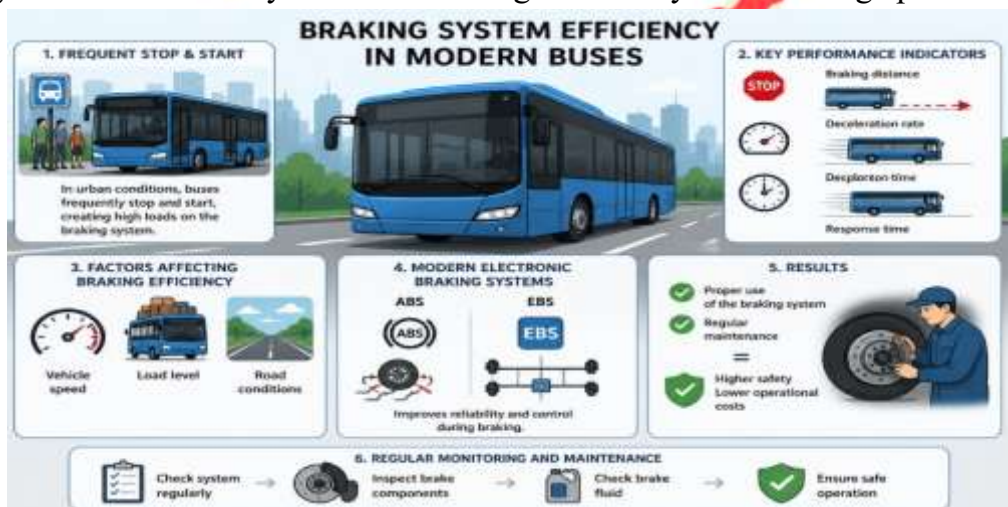 BRAKING SYSTEM EFFICIENCY
IN MODERN BUSES
1. FREQUENT STOP & START
In urban conditions, buses
frequently stop and start,
creating high loads on the
braking system.
2. KEY PERFORMANCE INDICATORS
STOP
Braking distance
Deceleration rate
time
Response time
3. FACTORS AFFECTING
BRAKING EFFICIENCY
Vehicle
speed
Load level
Road
conditions
4. MODERN ELECTRONIC
BRAKING SYSTEMS
ABS
EBS
ABS
EBS
Improves reliability and control
during braking.
5. RESULTS
Proper use
of the braking system
Regular
maintenance
=
Higher safety
Lower operational
costs
6. REGULAR MONITORING AND MAINTENANCE
Check system
regularly
Inspect brake
components
Check brake
fluid
Ensure safe
operation